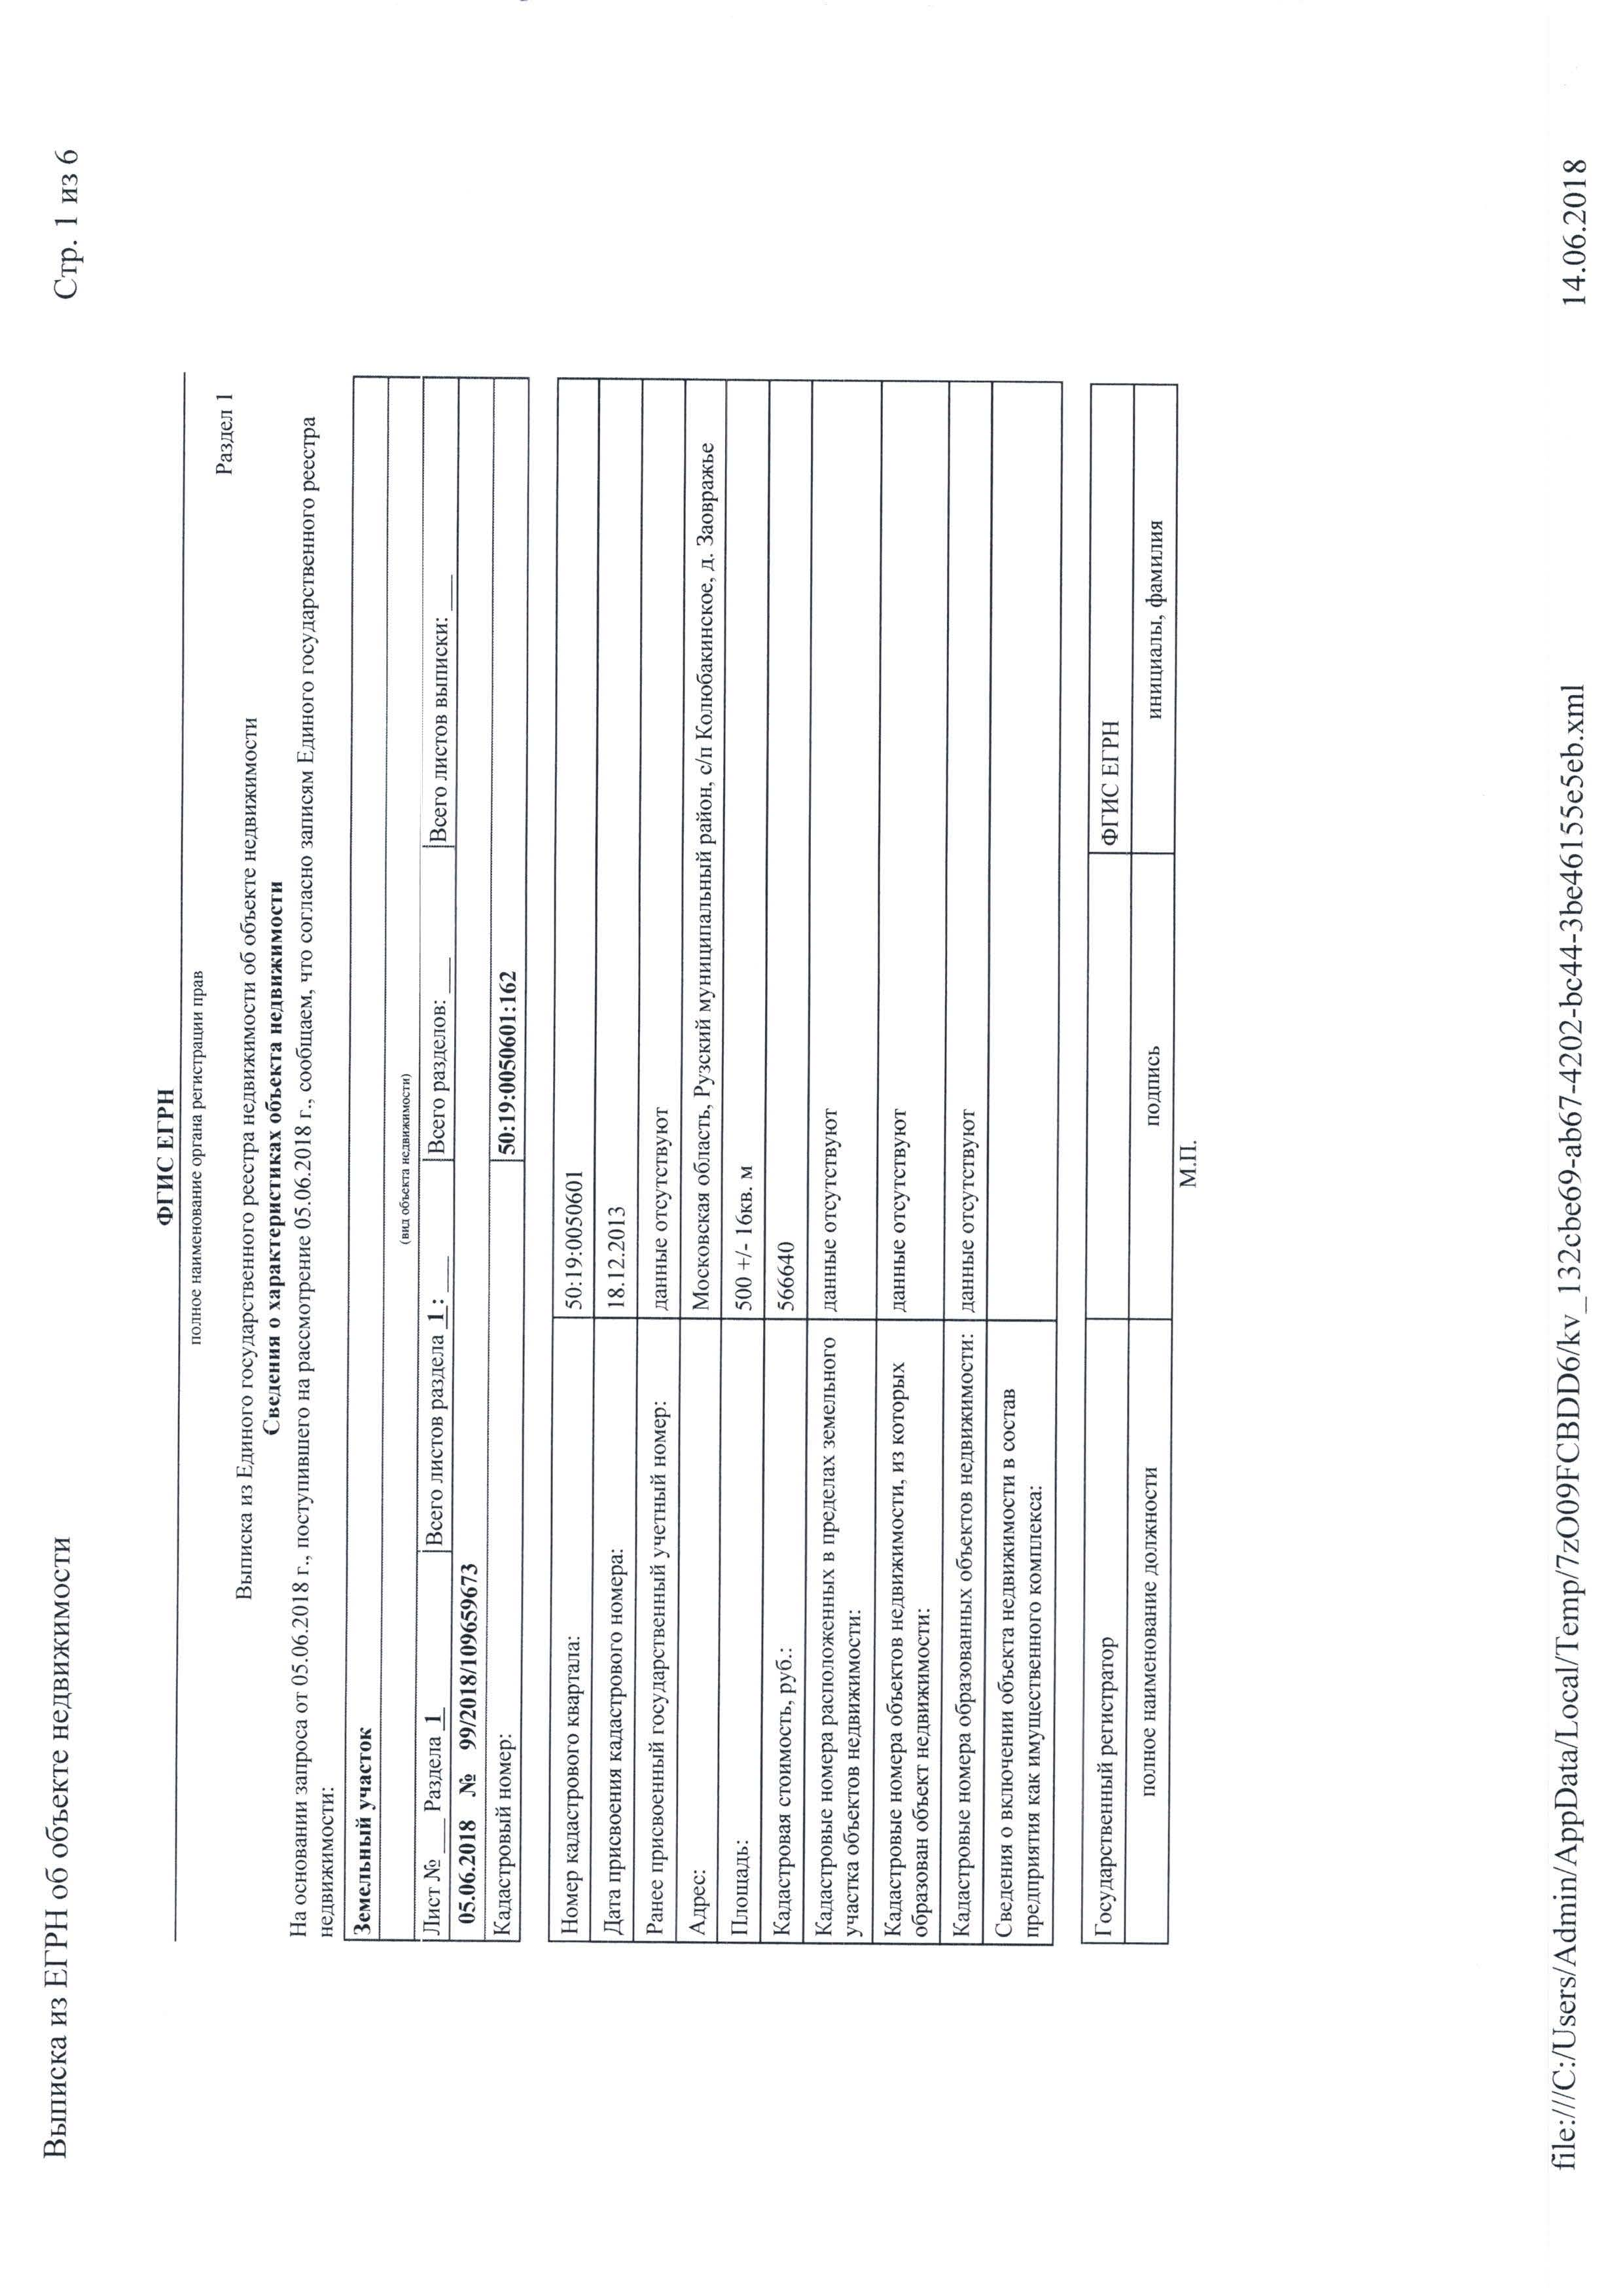 Выписка из ЕГРН об объекте недвижимости
Стр. 1 из 6
ФГИС ЕГРН
полное наименование органа регистрации прав
Раздел 1
Выписка из Единого государственного реестра недвижимости об объекте недвижимости
Сведения о характеристиках объекта недвижимости
На основании запроса от 05.06.2018 г., поступившего на рассмотрение 05.06.2018 г., сообщаем, что согласно записям Единого государственного реестра
недвижимости:
Земельный участок
(вид объекта недвижимости)
Лист № ___ Раздела 1 Всего листов раздела 1 : ___ Всего разделов: ___ Всего листов выписки: ___
05.06.2018 № 99/2018/109659673
Кадастровый номер: 50:19:0050601:162
Номер кадастрового квартала: 50:19:0050601
Дата присвоения кадастрового номера: 18.12.2013
Ранее присвоенный государственный учетный номер: данные отсутствуют
Адрес: Московская область, Рузский муниципальный район, с/п Колюбакинское, д. Заовражье
Площадь: 500 +/- 16кв. м
Кадастровая стоимость, руб.: 566640
Кадастровые номера расположенных в пределах земельного данные отсутствуют
участка объектов недвижимости:
Кадастровые номера объектов недвижимости, из которых данные отсутствуют
образован объект недвижимости:
Кадастровые номера образованных объектов недвижимости: данные отсутствуют
Сведения о включении объекта недвижимости в состав
предприятия как имущественного комплекса:
Государственный регистратор ФГИС ЕГРН
полное наименование должности подпись инициалы, фамилия
М.П.
file:///C:/Users/Admin/AppData/Local/Temp/7zO09FCBDD6/kv_132cbe69-ab67-4202-bc44-3be46155e5eb.xml
14.06.2018